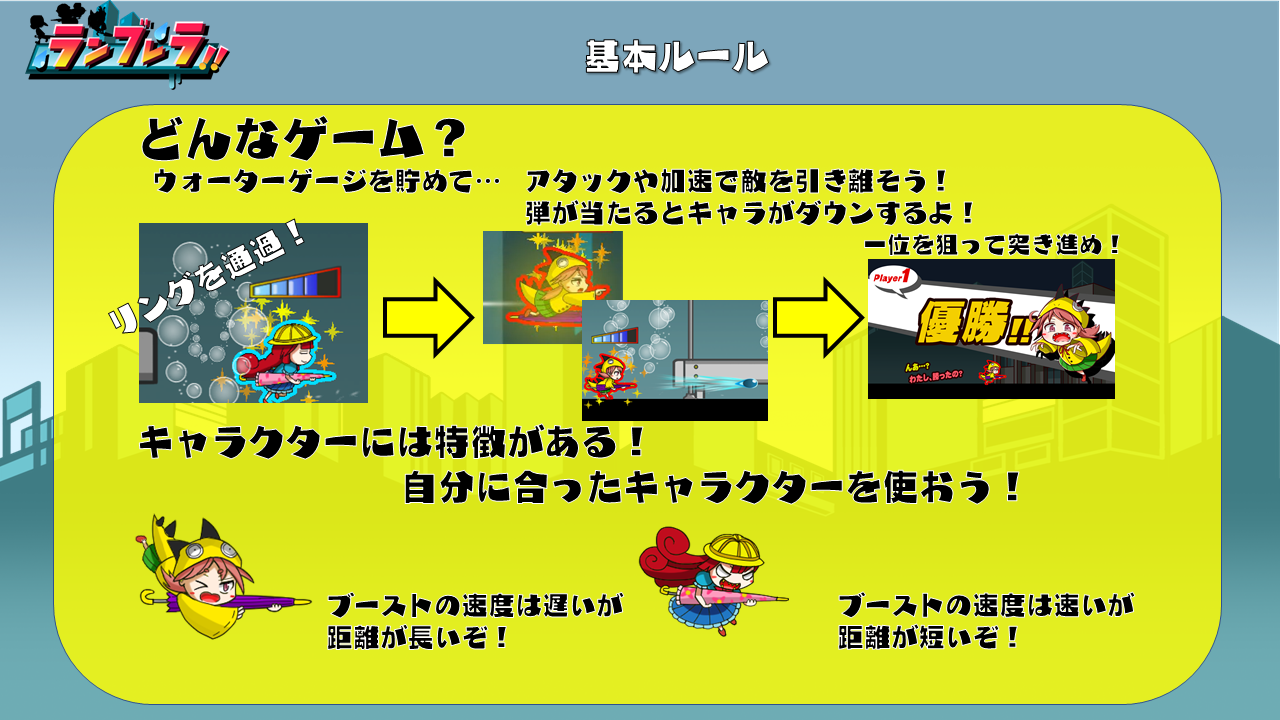 ランブレラ!!
基本ルール
どんなゲーム？
ウォーターゲージを貯めて…
アタックや加速で敵を引き離そう！
弾が当たるとキャラがダウンするよ！
一位を狙って突き進め！
リングを通過！
Player1
優勝!!
んあ…?
わたし、勝ったの?
キャラクターには特徴がある！
自分に合ったキャラクターを使おう！
ブーストの速度は遅いが
距離が長いぞ！
ブーストの速度は速いが
距離が短いぞ！